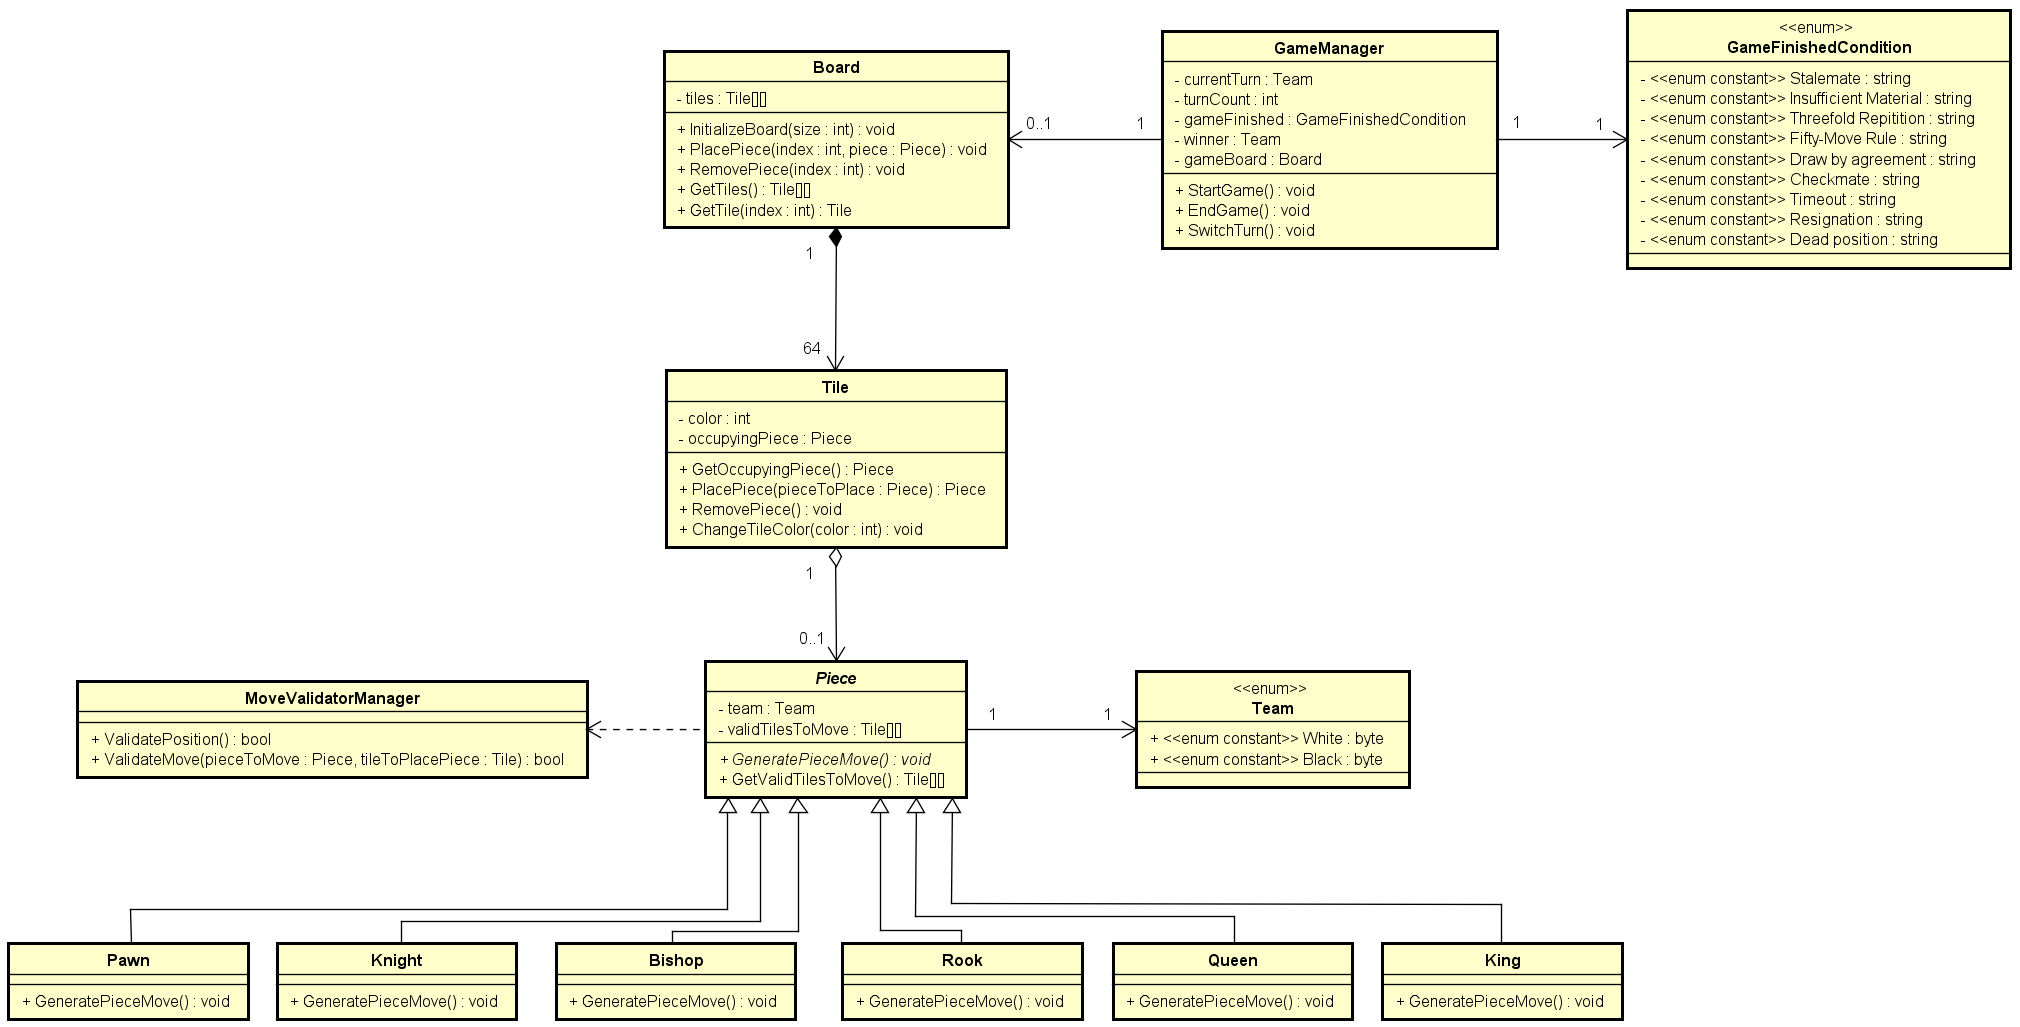 Board
- tiles : Tile[][]
+ InitializeBoard(size : int) : void
+ PlacePiece(index : int, piece : Piece) : void
+ RemovePiece(index : int) : void
+ GetTiles() : Tile[][]
+ GetTile(index : int) : Tile
0..1
1
GameManager
- currentTurn : Team
- turnCount : int
- gameFinished : GameFinishedCondition
- winner : Team
- gameBoard : Board
+ StartGame() : void
+ EndGame() : void
+ SwitchTurn() : void
1
1
<<enum>>
GameFinishedCondition
- <<enum constant>> Stalemate : string
- <<enum constant>> Insufficient Material : string
- <<enum constant>> Threefold Repitition : string
- <<enum constant>> Fifty-Move Rule : string
- <<enum constant>> Draw by agreement : string
- <<enum constant>> Checkmate : string
- <<enum constant>> Timeout : string
- <<enum constant>> Resignation : string
- <<enum constant>> Dead position : string
1
64
Tile
- color : int
- occupyingPiece : Piece
+ GetOccupyingPiece() : Piece
+ PlacePiece(pieceToPlace : Piece) : Piece
+ RemovePiece() : void
+ ChangeTileColor(color : int) : void
1
0..1
MoveValidatorManager
+ ValidatePosition() : bool
+ ValidateMove(pieceToMove : Piece, tileToPlacePiece : Tile) : bool
Piece
- team : Team
- validTilesToMove : Tile[][]
+ GeneratePieceMove() : void
+ GetValidTilesToMove() : Tile[][]
1
1
<<enum>>
Team
+ <<enum constant>> White : byte
+ <<enum constant>> Black : byte
Pawn
+ GeneratePieceMove() : void
Knight
+ GeneratePieceMove() : void
Bishop
+ GeneratePieceMove() : void
Rook
+ GeneratePieceMove() : void
Queen
+ GeneratePieceMove() : void
King
+ GeneratePieceMove() : void